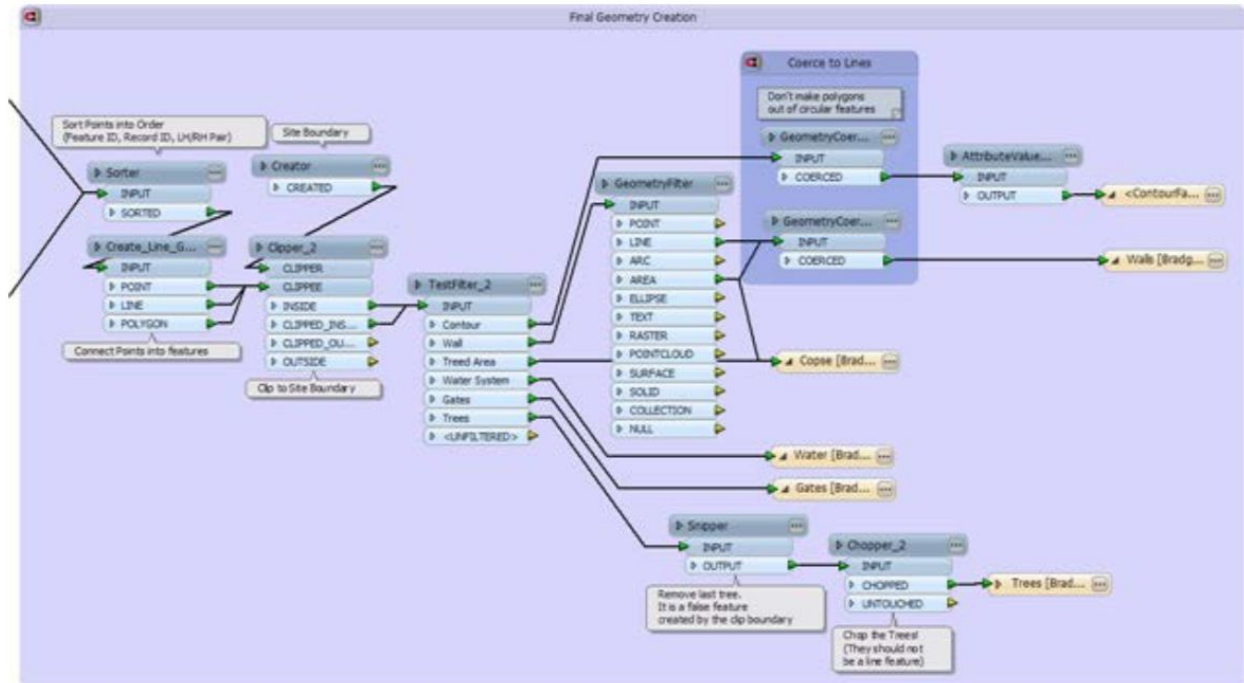 Final Geometry Creation
Coerce to Lines
Don't make polygons
out of circular features
Sort Points into Order
(Feature ID, Record ID, LH/RH Pair)
Site Boundary
Sorter
INPUT
SORTED
Creator
CREATED
Create_Line_G...
INPUT
POINT
LINE
POLYGON
Connect Points into features
Clipper_2
CLIPPER
CLIPPEE
INSIDE
CLIPPED_INS...
CLIPPED_OU...
OUTSIDE
Clip to Site Boundary
TestFilter_2
INPUT
Contour
Wall
Treed Area
Water System
Gates
Trees
<UNFILTERED>
GeometryFilter
INPUT
POINT
LINE
ARC
AREA
ELLIPSE
TEXT
RASTER
POINTCLOUD
SURFACE
SOLID
COLLECTION
NULL
GeometryCoer...
INPUT
COERCED
GeometryCoer...
INPUT
COERCED
AttributeValue...
INPUT
OUTPUT
<ContourFa...
Walls [Bradg...
Copse [Brad...
Water [Brad...
Gates [Brad...
Snipper
INPUT
OUTPUT
Remove last tree.
It is a false feature
created by the clip boundary
Chopper_2
INPUT
CHOPPED
UNTOUCHED
Chop the Trees!
(They should not
be a line feature)
Trees [Brad...